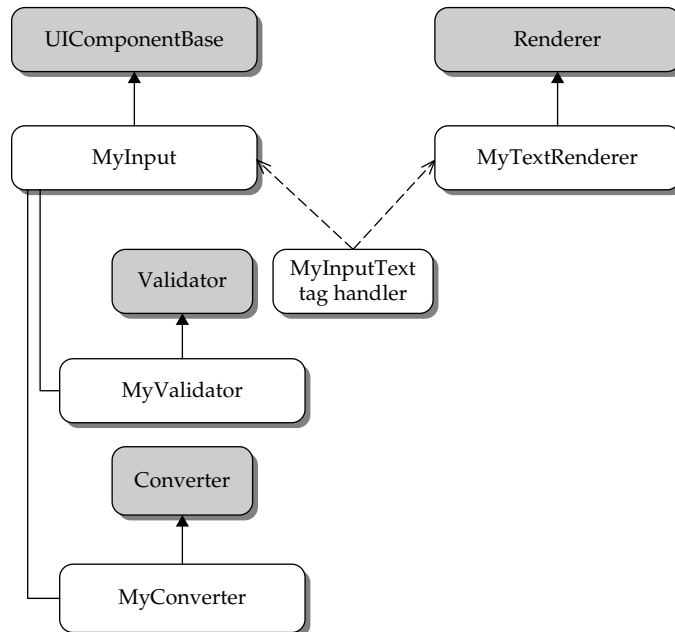 UIComponentBase
Renderer
MyInput
MyTextRenderer
MyInputText
tag handler
Validator
MyValidator
Converter
MyConverter